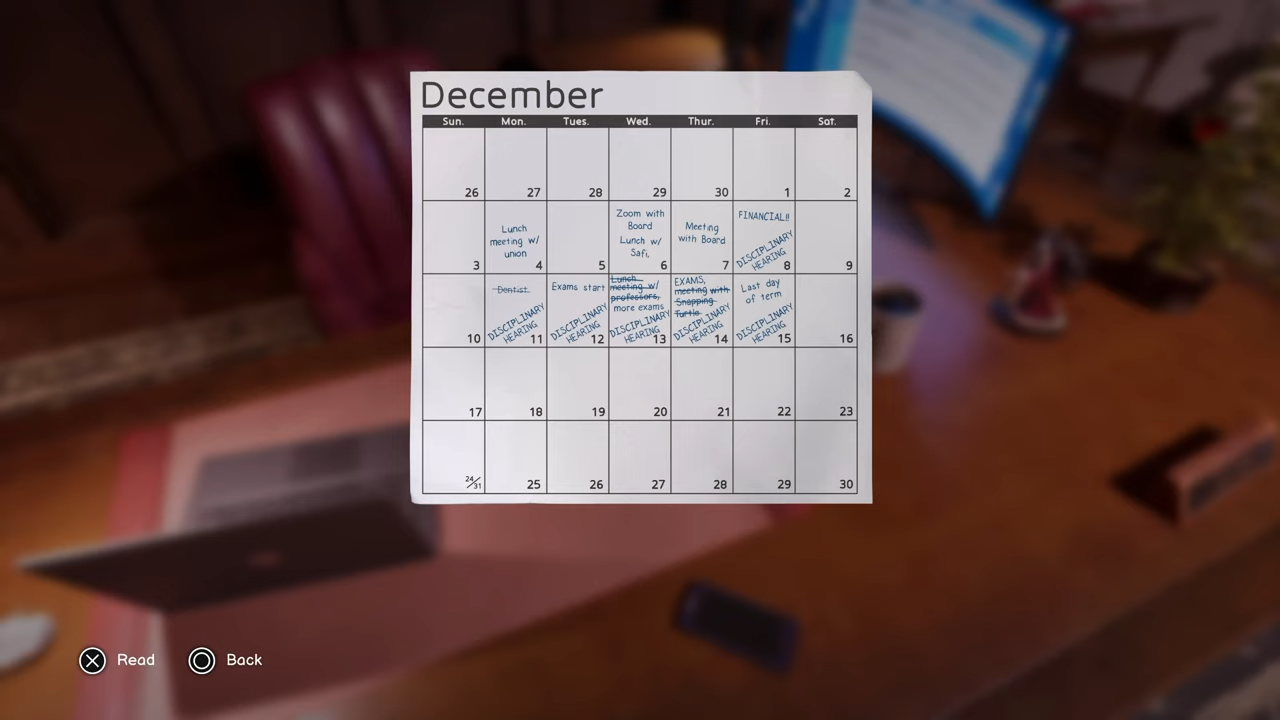 December
Sun. Mon. Tues. Wed. Thur. Fri. Sat.
26 27 28 29 30 1 2
Lunch
meeting w/
union
Zoom with
Board
Lunch w/
Safi,
Meeting
with Board
FINANCIAL!!
DISCIPLINARY
HEARING
3 4 5 6 7 8 9
Dentist
DISCIPLINARY
HEARING
Exams start
DISCIPLINARY
HEARING
Lunch
meeting w/
professors,
more exams
DISCIPLINARY
HEARING
EXAMS,
meeting with
Snapping
Turtle
DISCIPLINARY
HEARING
Last day
of term
DISCIPLINARY
HEARING
10 11 12 13 14 15 16
17 18 19 20 21 22 23
24/31 25 26 27 28 29 30
Read Back